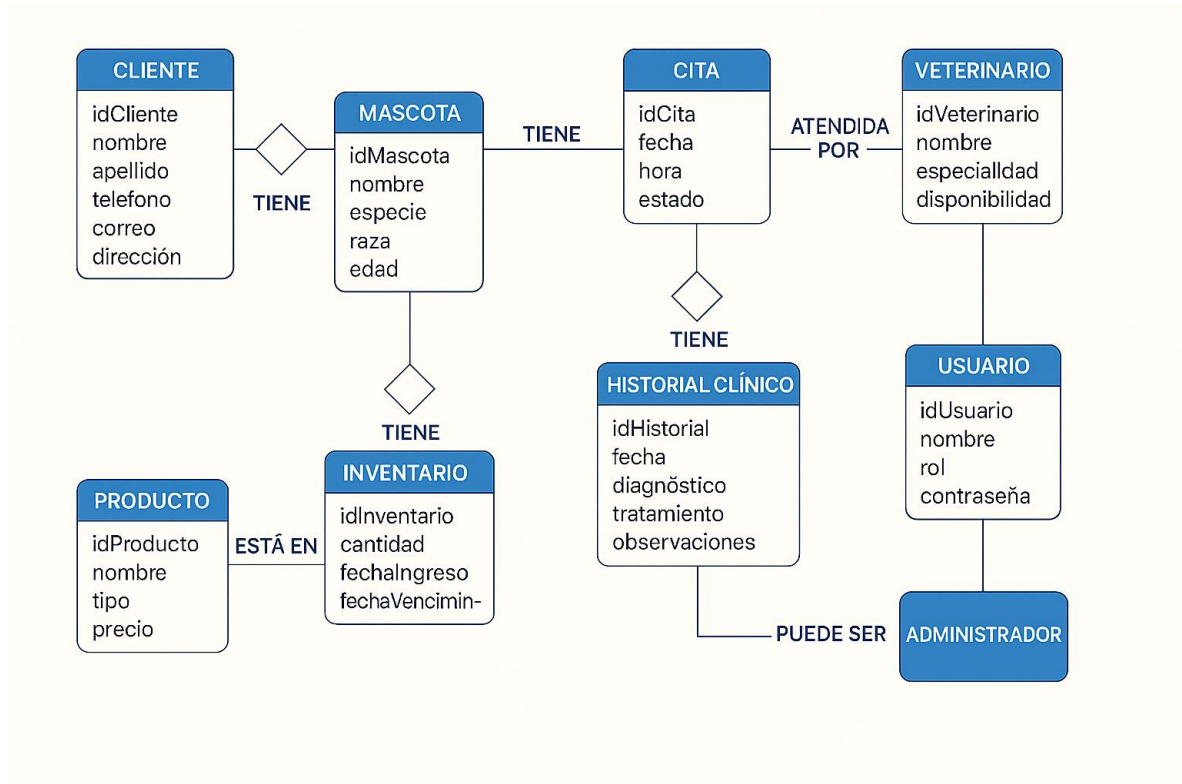 CLIENTE
idCliente
nombre
apellido
telefono
correo
dirección
TIENE
MASCOTA
idMascota
nombre
especie
raza
edad
TIENE
CITA
idCita
fecha
hora
estado
ATENDIDA
POR
VETERINARIO
idVeterinario
nombre
especialldad
disponibilidad
TIENE
TIENE
HISTORIAL CLÍNICO
idHistorial
fecha
diagnöstico
tratamiento
observaciones
USUARIO
idUsuario
nombre
rol
contraseña
PRODUCTO
idProducto
nombre
tipo
precio
ESTÁ EN
INVENTARIO
idInventario
cantidad
fechaIngreso
fechaVencimin-
PUEDE SER
ADMINISTRADOR